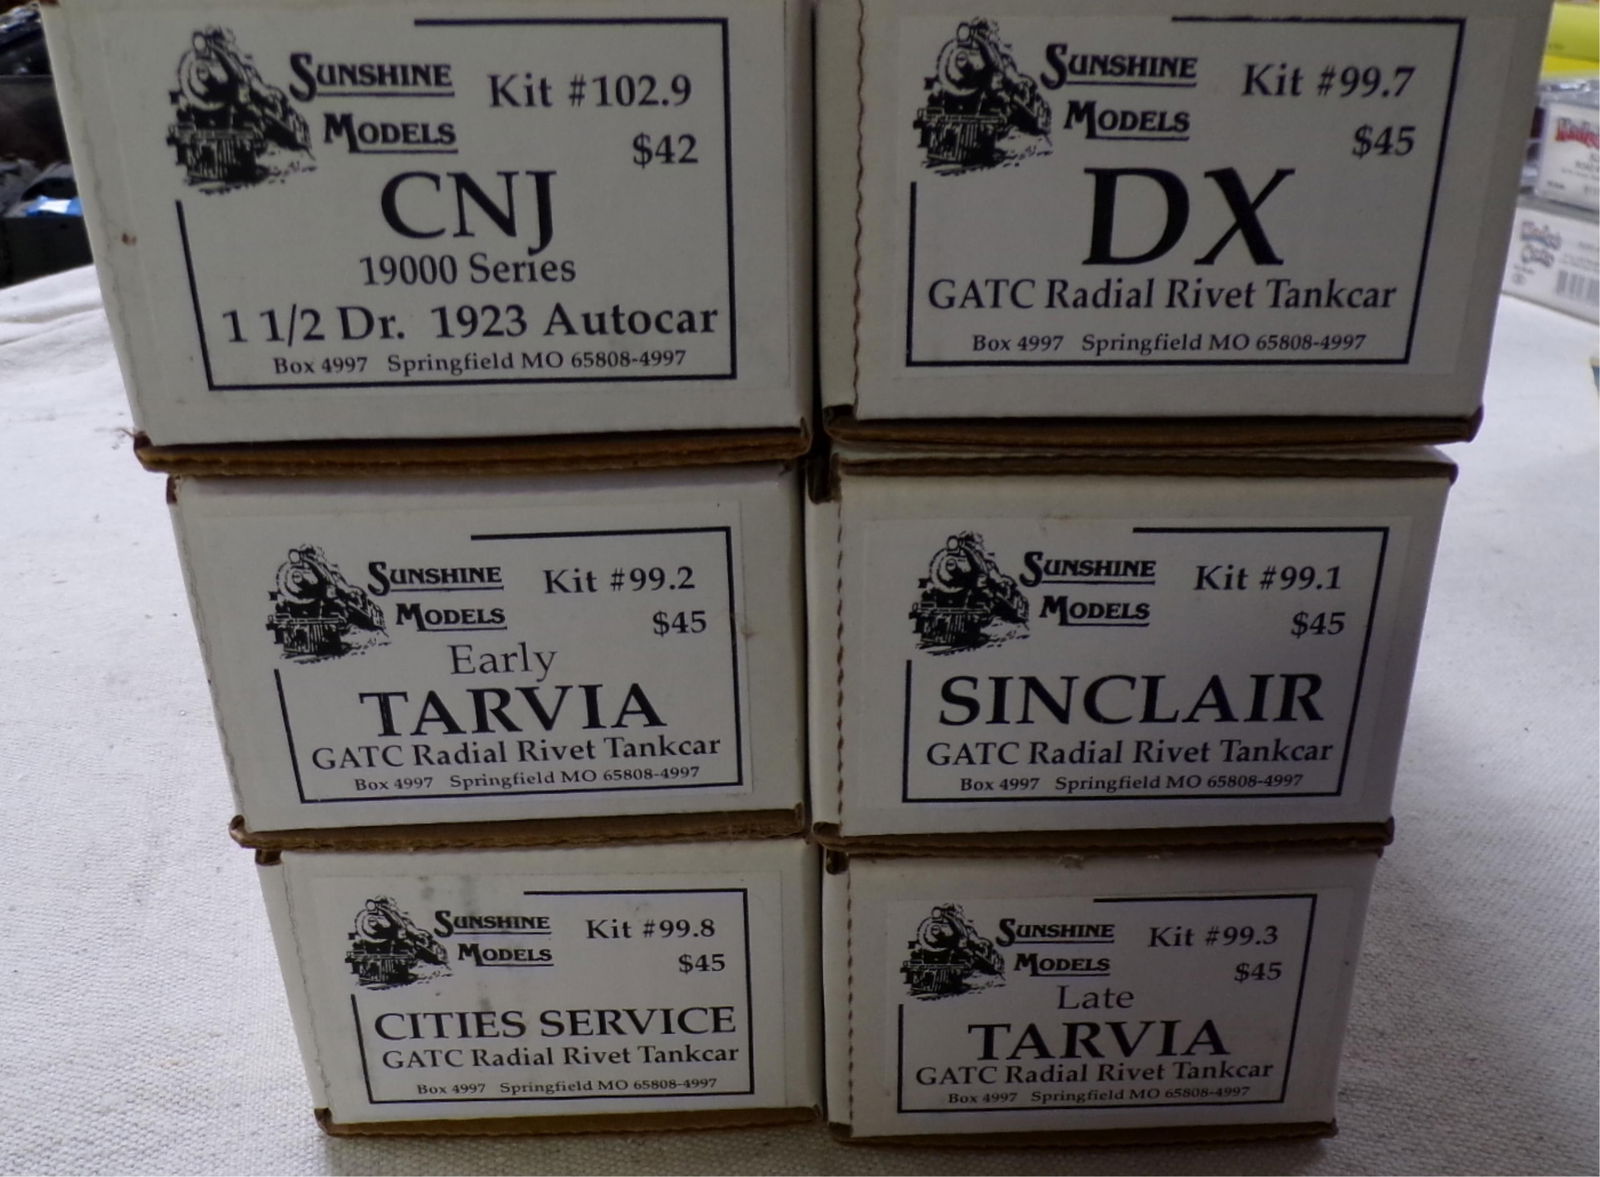 SUNSHINE MODELS
Kit #102.9
$42
CNJ
19000 Series
1 1/2 Dr. 1923 Autocar
Box 4997 Springfield MO 65808-4997
SUNSHINE MODELS
Kit #99.7
$45
DX
GATC Radial Rivet Tankcar
Box 4997 Springfield MO 65808-4997
SUNSHINE MODELS
Kit #99.2
$45
Early
TARVIA
GATC Radial Rivet Tankcar
Box 4997 Springfield MO 65808-4997
SUNSHINE MODELS
Kit #99.1
$45
SINCLAIR
GATC Radial Rivet Tankcar
Box 4997 Springfield MO 65808-4997
SUNSHINE MODELS
Kit #99.8
$45
CITIES SERVICE
GATC Radial Rivet Tankcar
Box 4997 Springfield MO 65808-4997
SUNSHINE MODELS
Kit #99.3
$45
Late
TARVIA
GATC Radial Rivet Tankcar
Box 4997 Springfield MO 65808-4997